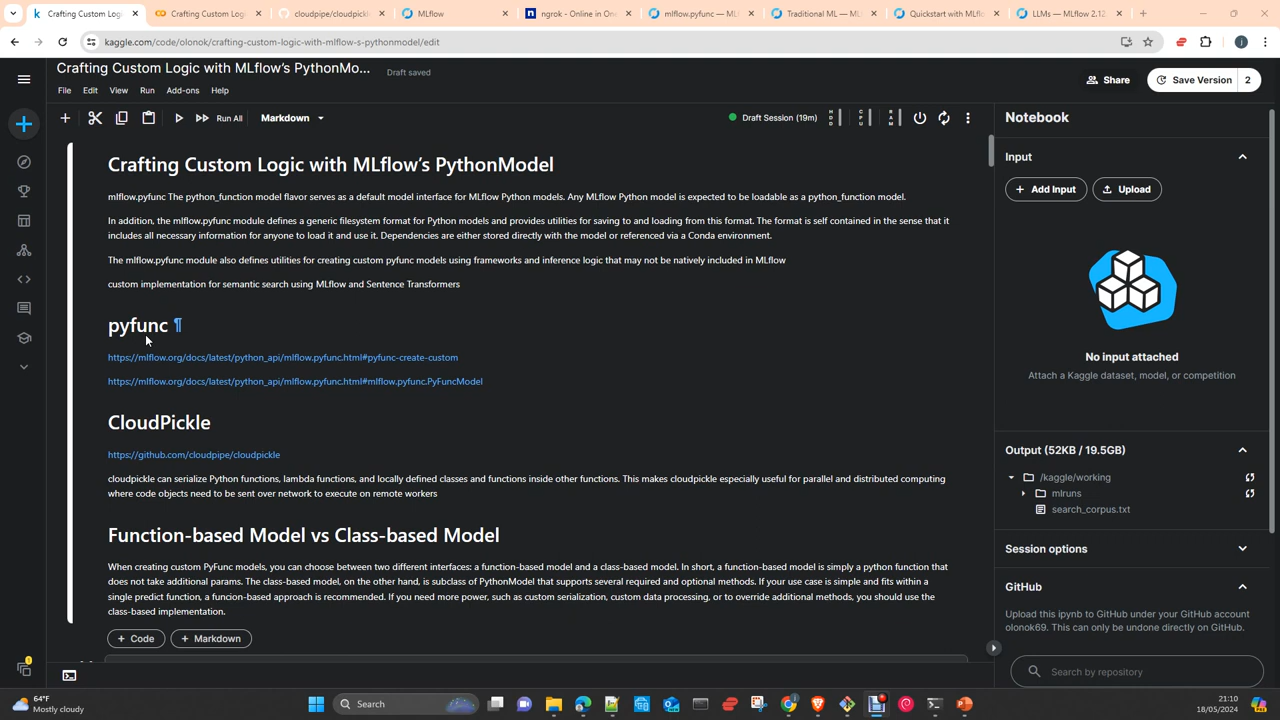 Crafting Custom Logic with ML
Crafting Custom Log
cloudpipe/cloudpickle
MLflow
ngrok - Online in One
mlflow.pyfunc — ML
Traditional ML — ML
Quickstart with MLf
LLMs — MLflow 2.12
kaggle.com/code/olonok/crafting-custom-logic-with-mlflow-s-pythonmodel/edit
Crafting Custom Logic with MLflow’s PythonMo...
Draft saved
Share
Save Version
2
File Edit View Run Add-ons Help
Run All
Markdown
Draft Session (19m)
HDD
CPU
RAM
Notebook
Crafting Custom Logic with MLflow’s PythonModel
mlflow.pyfunc The python_function model flavor serves as a default model interface for MLflow Python models. Any MLflow Python model is expected to be loadable as a python_function model.
In addition, the mlflow.pyfunc module defines a generic filesystem format for Python models and provides utilities for saving to and loading from this format. The format is self contained in the sense that it
includes all necessary information for anyone to load it and use it. Dependencies are either stored directly with the model or referenced via a Conda environment.
The mlflow.pyfunc module also defines utilities for creating custom pyfunc models using frameworks and inference logic that may not be natively included in MLflow
custom implementation for semantic search using MLflow and Sentence Transformers
pyfunc ¶
https://mlflow.org/docs/latest/python_api/mlflow.pyfunc.html#pyfunc-create-custom
https://mlflow.org/docs/latest/python_api/mlflow.pyfunc.html#mlflow.pyfunc.PyFuncModel
CloudPickle
https://github.com/cloudpipe/cloudpickle
cloudpickle can serialize Python functions, lambda functions, and locally defined classes and functions inside other functions. This makes cloudpickle especially useful for parallel and distributed computing
where code objects need to be sent over network to execute on remote workers
Function-based Model vs Class-based Model
When creating custom PyFunc models, you can choose between two different interfaces: a function-based model and a class-based model. In short, a function-based model is simply a python function that
does not take additional params. The class-based model, on the other hand, is subclass of PythonModel that supports several required and optional methods. If your use case is simple and fits within a
single predict function, a funcion-based approach is recommended. If you need more power, such as custom serialization, custom data processing, or to override additional methods, you should use the
class-based implementation.
+ Code
+ Markdown
Input
Add Input
Upload
No input attached
Attach a Kaggle dataset, model, or competition
Output (52KB / 19.5GB)
/kaggle/working
mlruns
search_corpus.txt
Session options
GitHub
Upload this ipynb to GitHub under your GitHub account
olonok69. This can only be undone directly on GitHub.
Search by repository
64°F
Mostly cloudy
Search
21:10
18/05/2024